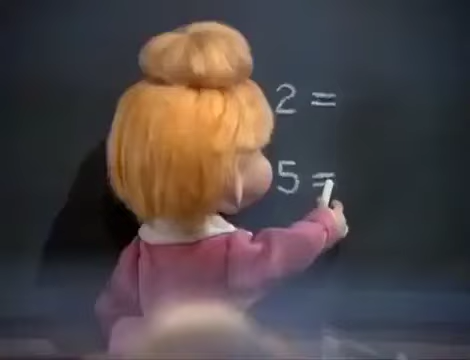 2 =
5 =